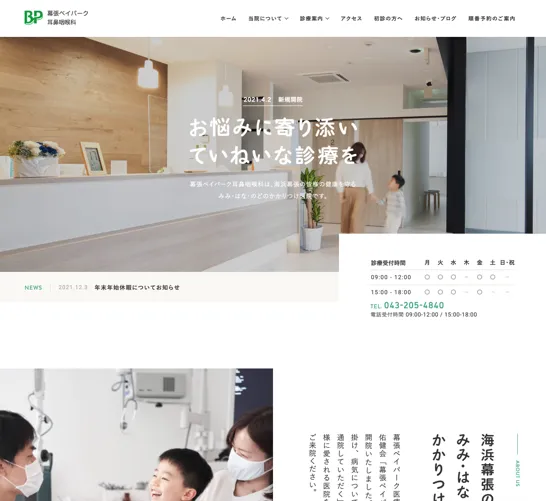 BP
幕張ベイパーク
耳鼻咽喉科
ホーム 当院について 診療案内 アクセス 初診の方へ お知らせ・ブログ 順番予約のご案内
2021.4.2 新規開院
お悩みに寄り添い
ていねいな診療を
幕張ベイパーク耳鼻咽喉科は、海浜幕張の皆様の健康を守る
みみ・はな・のどのかかりつけ医院です。
診療受付時間 月 火 水 木 金 土 日・祝
09:00 - 12:00 ○ ○ ○ − ○ ○ −
15:00 - 18:00 ○ ○ ○ − ○ − −
TEL. 043-205-4840
電話受付時間 09:00-12:00 / 15:00-18:00
NEWS 2021.12.3 年末年始休暇についてお知らせ
ABOUT US
海浜幕張の
みみ・はな
かかりつけ
幕張ベイパーク医
佑健会「幕張ベイパ
開院いたしました。
掛け、病気につい
通院していただく
様に愛される医院
ご来院ください。